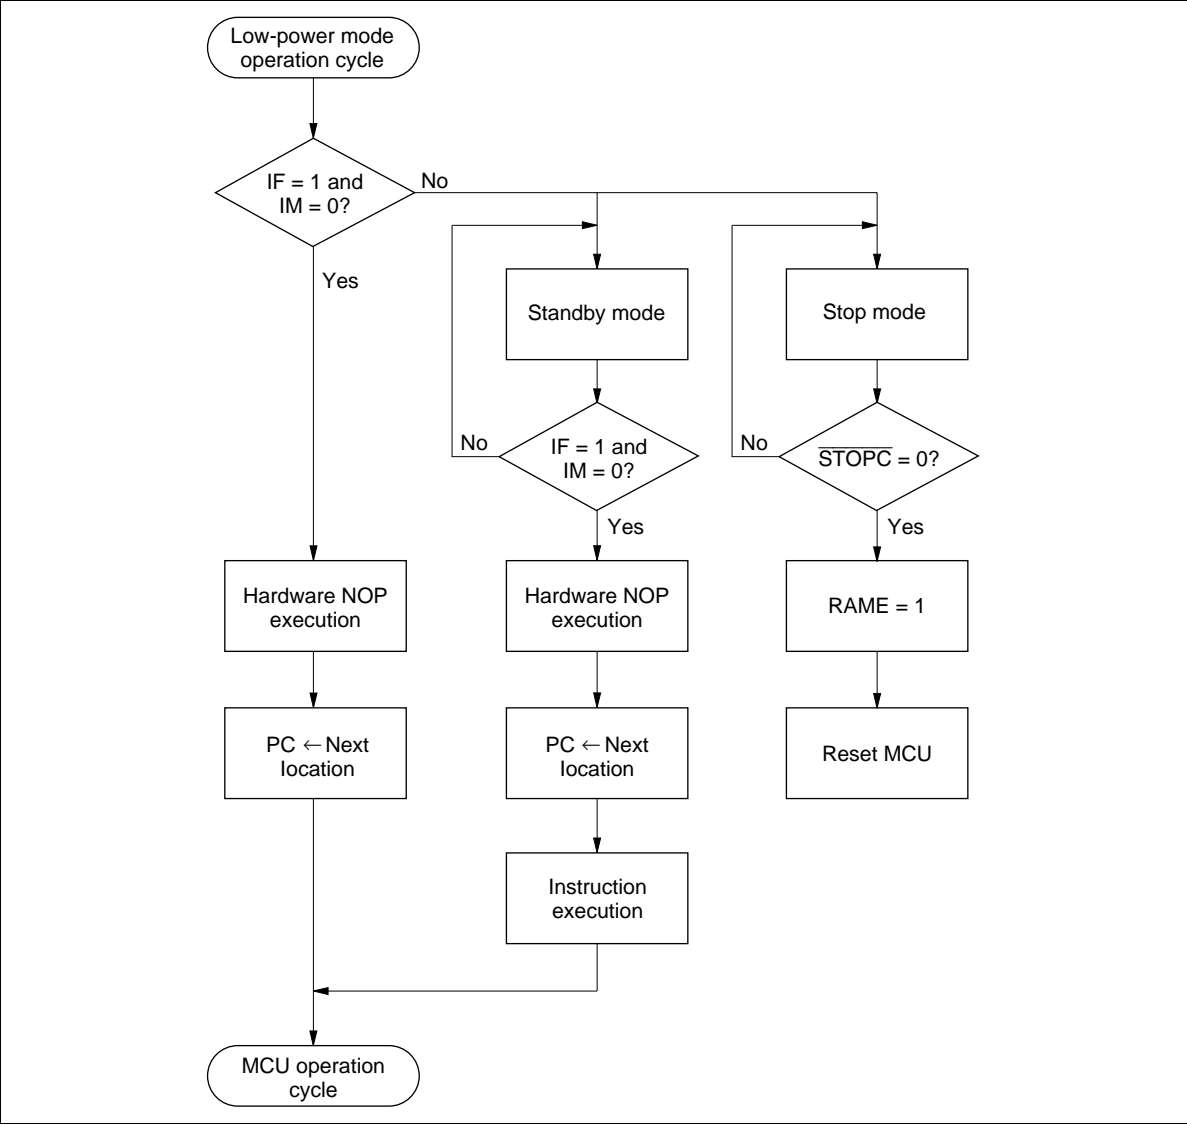 Low-power mode
operation cycle
IF = 1 and
IM = 0?
No
Yes
Standby mode
Stop mode
No
IF = 1 and
IM = 0?
No
S̅T̅O̅P̅C̅ = 0?
Yes
Yes
Hardware NOP
execution
Hardware NOP
execution
RAME = 1
PC ← Next
location
PC ← Next
location
Reset MCU
Instruction
execution
MCU operation
cycle